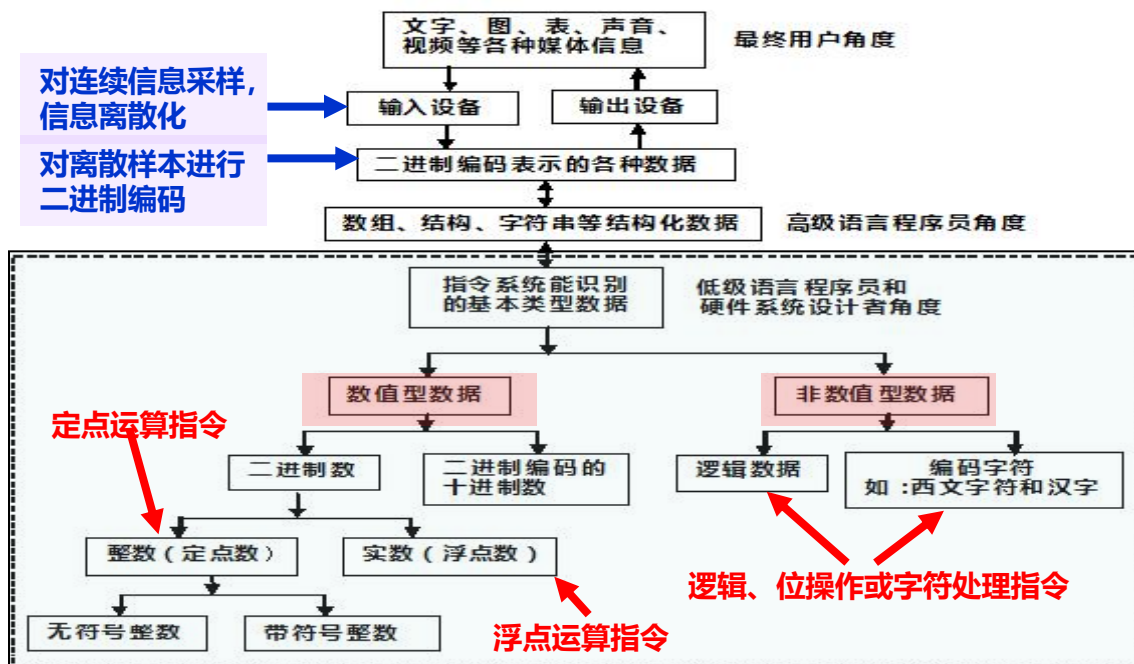 文字、图、表、声音、
视频等各种媒体信息
最终用户角度
对连续信息采样,
信息离散化
输入设备
输出设备
对离散样本进行
二进制编码
二进制编码表示的各种数据
数组、结构、字符串等结构化数据
高级语言程序员角度
指令系统能识别
的基本类型数据
低级语言程序员和
硬件系统设计者角度
数值型数据
非数值型数据
定点运算指令
二进制数
二进制编码的
十进制数
逻辑数据
编码字符
如:西文字符和汉字
整数(定点数)
实数(浮点数)
逻辑、位操作或字符处理指令
无符号整数
带符号整数
浮点运算指令